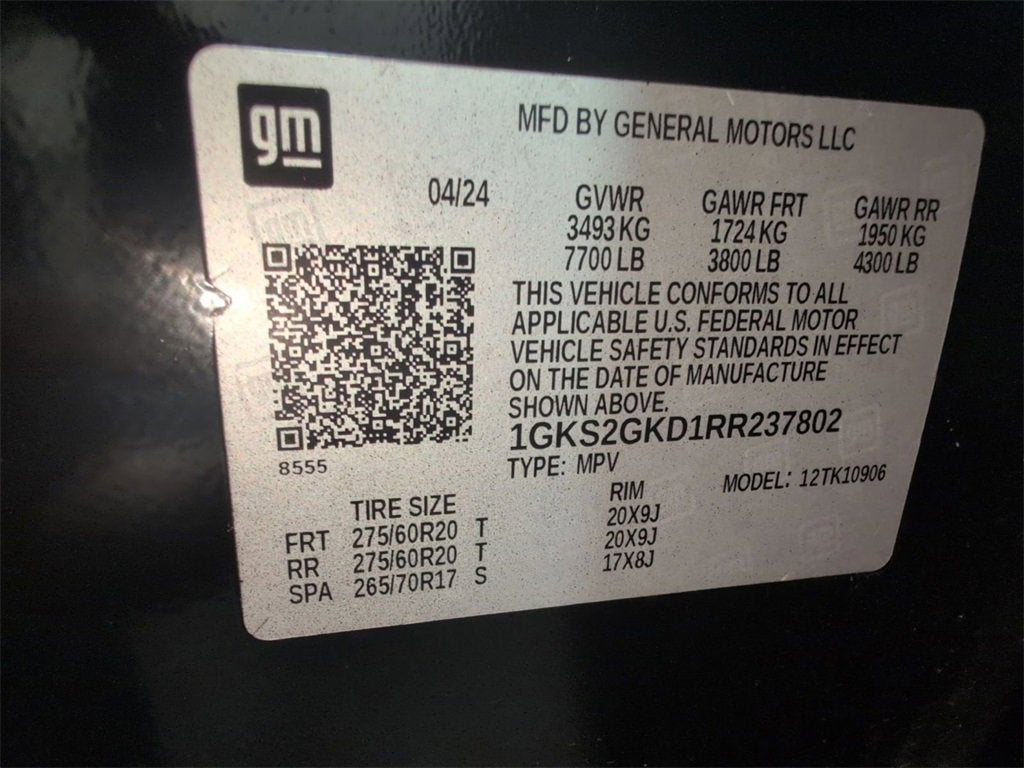 gm
MFD BY GENERAL MOTORS LLC
04/24 GVWR GAWR FRT GAWR RR
3493 KG 1724 KG 1950 KG
7700 LB 3800 LB 4300 LB
THIS VEHICLE CONFORMS TO ALL
APPLICABLE U.S. FEDERAL MOTOR
VEHICLE SAFETY STANDARDS IN EFFECT
ON THE DATE OF MANUFACTURE
SHOWN ABOVE.
1GKS2GKD1RR237802
8555
TYPE: MPV MODEL: 12TK10906
TIRE SIZE RIM
FRT 275/60R20 T 20X9J
RR 275/60R20 T 20X9J
SPA 265/70R17 S 17X8J